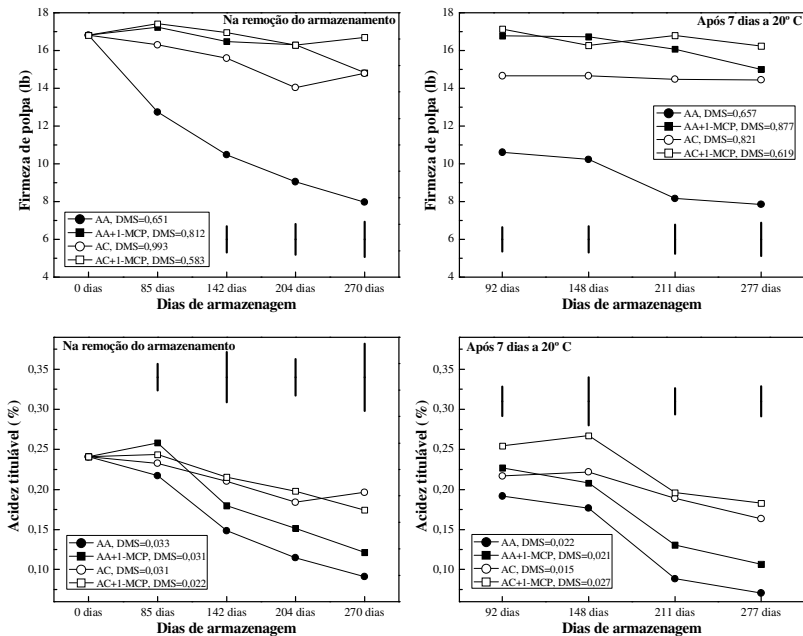 Na remoção do armazenamento
Firmeza de polpa (lb)
18
16
14
12
10
8
6
4
AA, DMS=0,651
AA+1-MCP, DMS=0,812
AC, DMS=0,993
AC+1-MCP, DMS=0,583
0 dias 85 dias 142 dias 204 dias 270 dias
Dias de armazenagem
Após 7 dias a 20º C
Firmeza de polpa (lb)
18
16
14
12
10
8
6
4
AA, DMS=0,657
AA+1-MCP, DMS=0,877
AC, DMS=0,821
AC+1-MCP, DMS=0,619
92 dias 148 dias 211 dias 277 dias
Dias de armazenagem
Na remoção do armazenamento
Acidez titulável (%)
0,35
0,30
0,25
0,20
0,15
0,10
AA, DMS=0,033
AA+1-MCP, DMS=0,031
AC, DMS=0,031
AC+1-MCP, DMS=0,022
0 dias 85 dias 142 dias 204 dias 270 dias
Dias de armazenagem
Após 7 dias a 20º C
Acidez titulável (%)
0,35
0,30
0,25
0,20
0,15
0,10
AA, DMS=0,022
AA+1-MCP, DMS=0,021
AC, DMS=0,015
AC+1-MCP, DMS=0,027
92 dias 148 dias 211 dias 277 dias
Dias de armazenagem